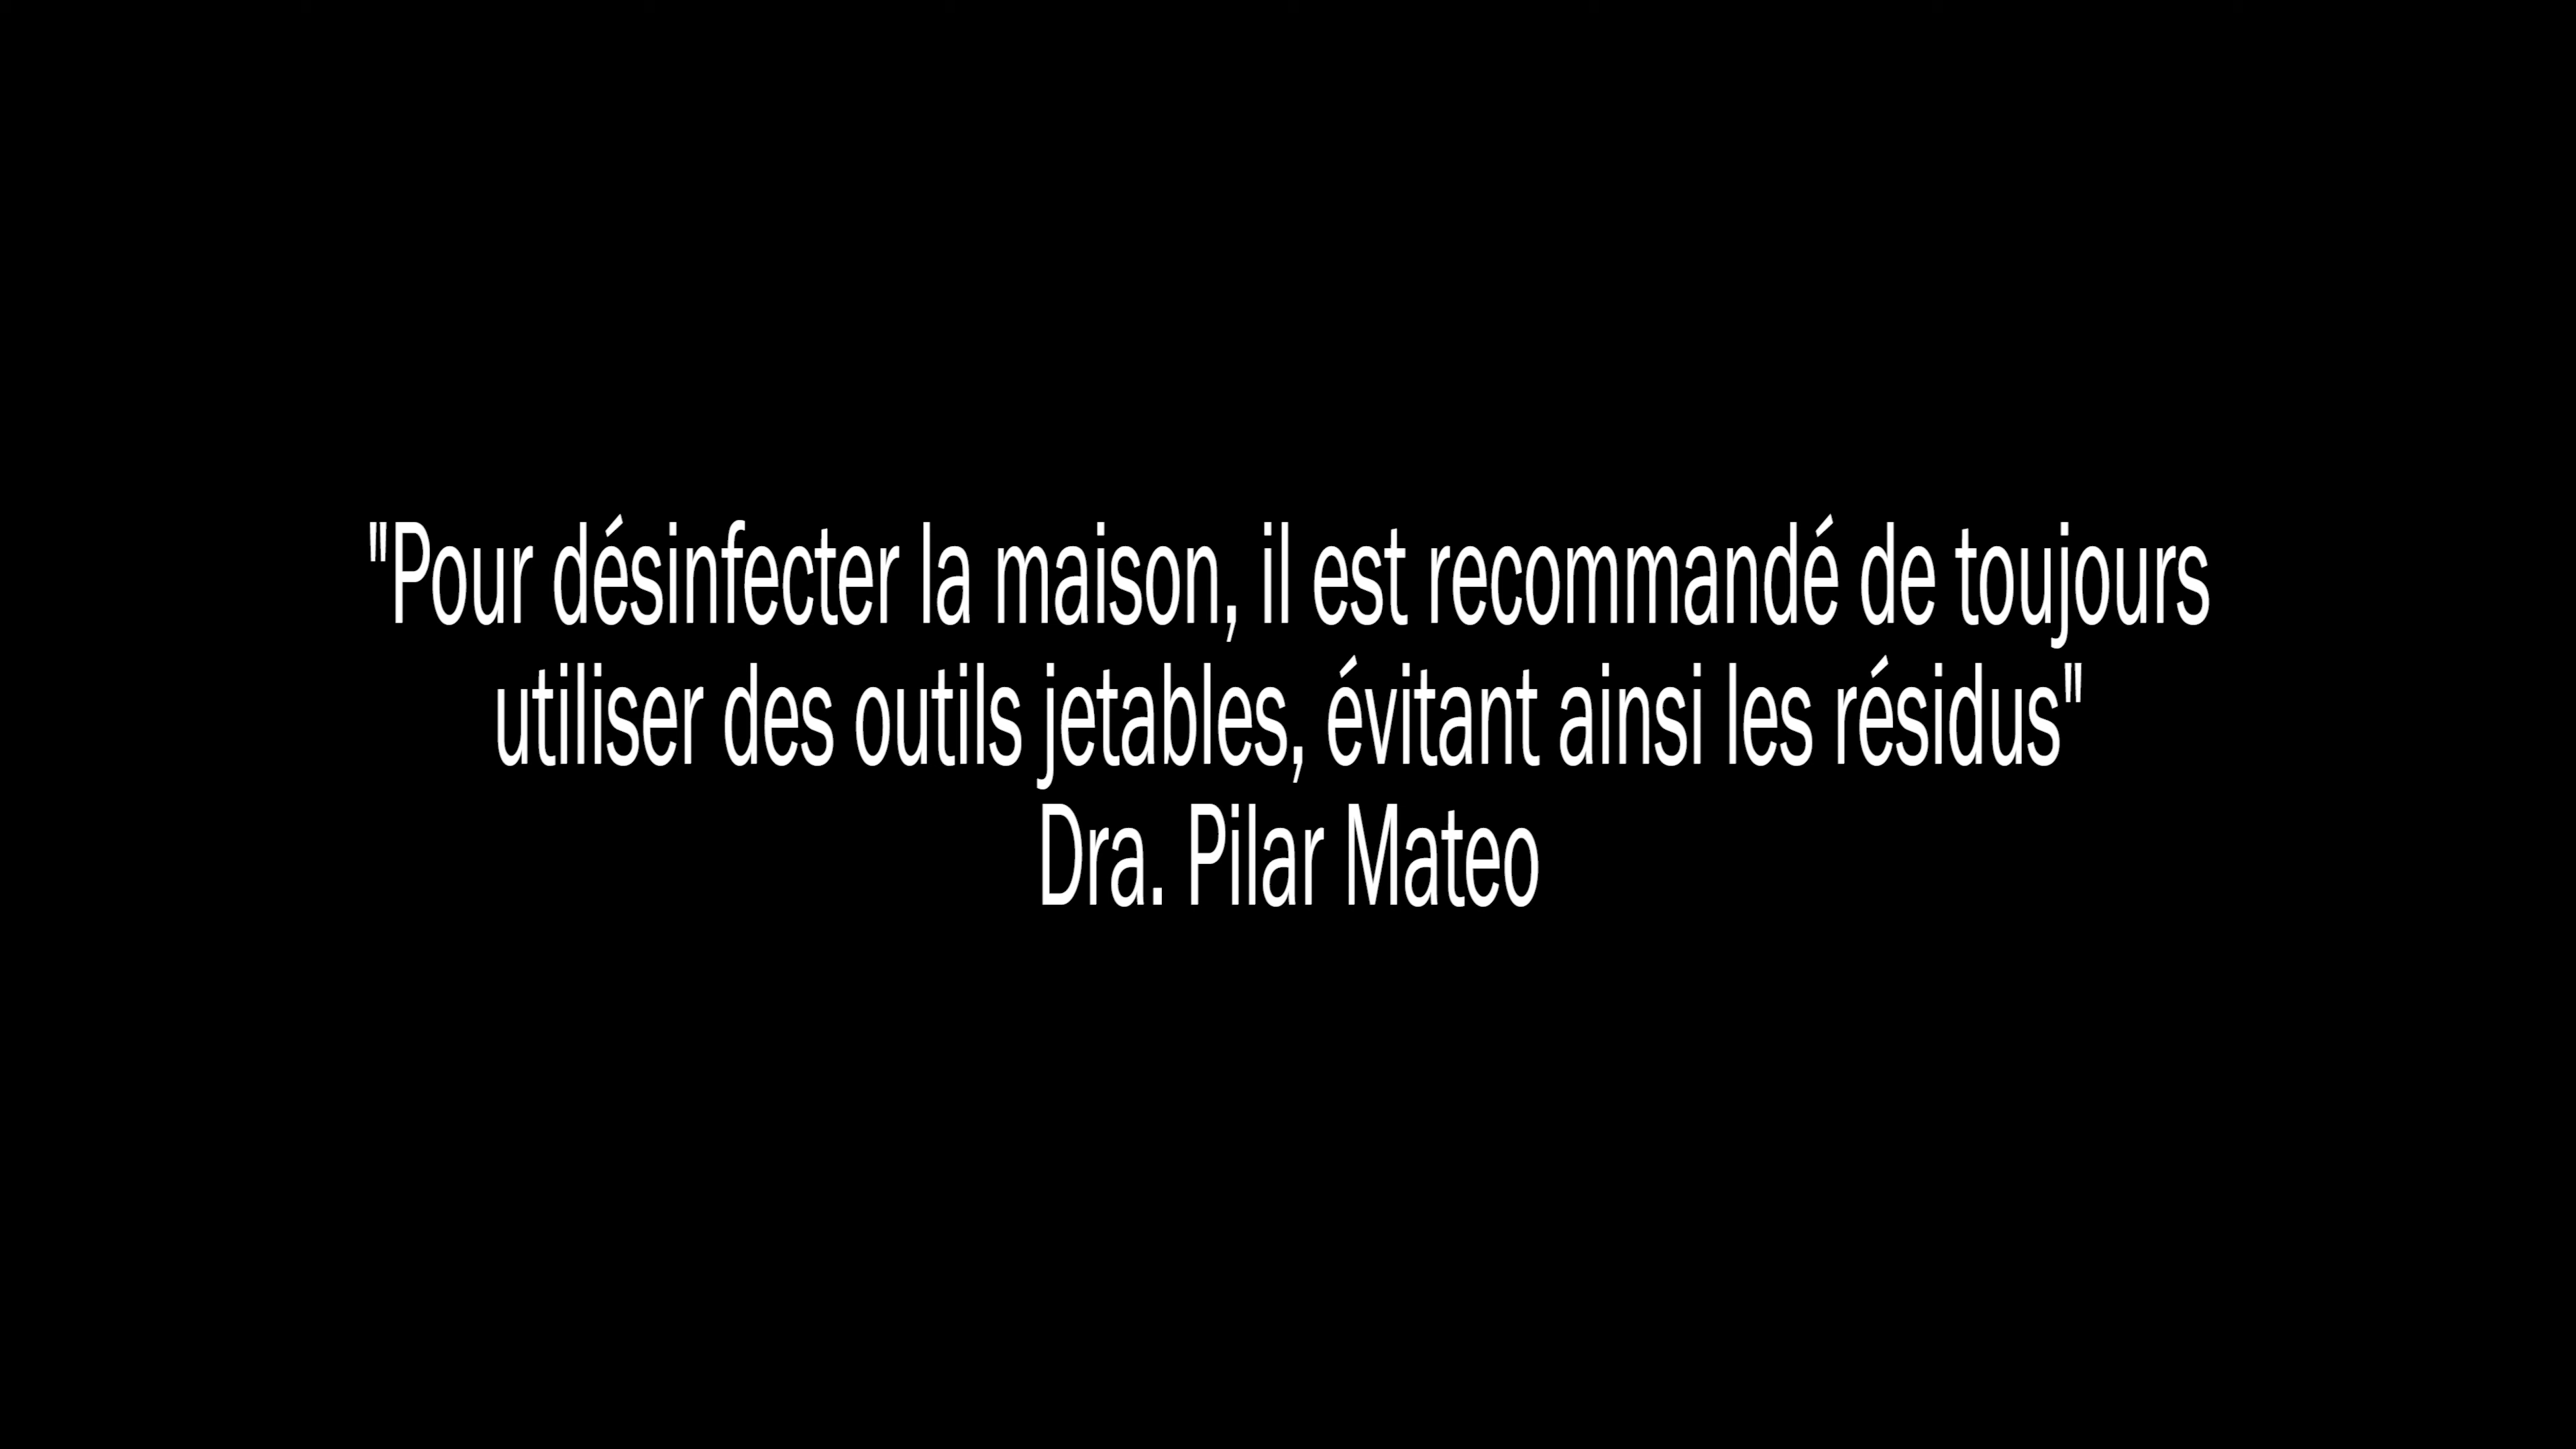 "Pour désinfecter la maison, il est recommandé de toujours
utiliser des outils jetables, évitant ainsi les résidus"
Dra. Pilar Mateo